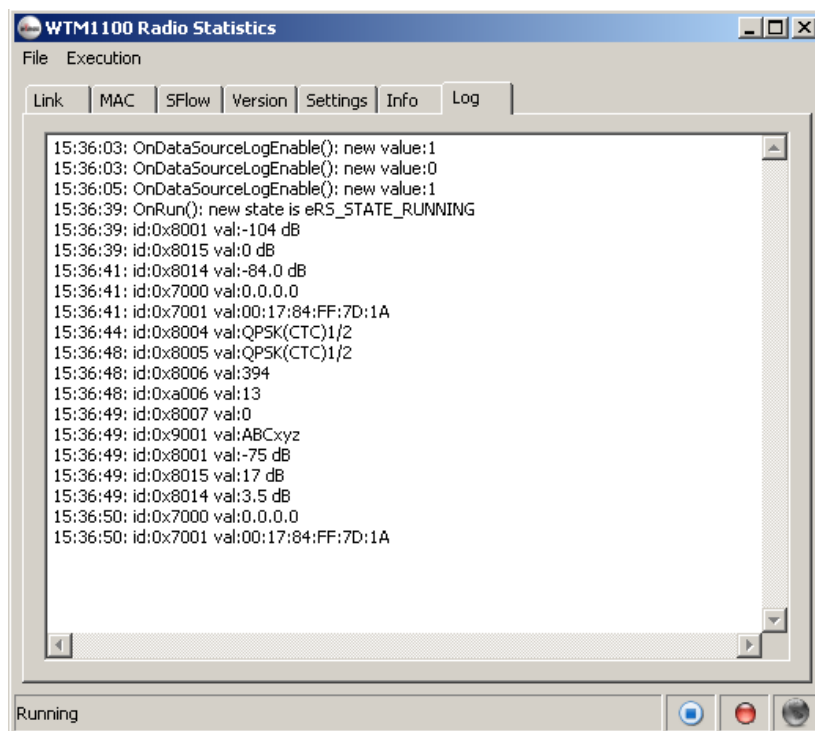 WTM1100 Radio Statistics
File Execution
Link MAC SFlow Version Settings Info Log
15:36:03: OnDataSourceLogEnable(): new value:1
15:36:03: OnDataSourceLogEnable(): new value:0
15:36:05: OnDataSourceLogEnable(): new value:1
15:36:39: OnRun(): new state is eRS_STATE_RUNNING
15:36:39: id:0x8001 val:-104 dB
15:36:39: id:0x8015 val:0 dB
15:36:41: id:0x8014 val:-84.0 dB
15:36:41: id:0x7000 val:0.0.0.0
15:36:41: id:0x7001 val:00:17:84:FF:7D:1A
15:36:44: id:0x8004 val:QPSK(CTC)1/2
15:36:48: id:0x8005 val:QPSK(CTC)1/2
15:36:48: id:0x8006 val:394
15:36:48: id:0xa006 val:13
15:36:49: id:0x8007 val:0
15:36:49: id:0x9001 val:ABCxyz
15:36:49: id:0x8001 val:-75 dB
15:36:49: id:0x8015 val:17 dB
15:36:49: id:0x8014 val:3.5 dB
15:36:50: id:0x7000 val:0.0.0.0
15:36:50: id:0x7001 val:00:17:84:FF:7D:1A
Running